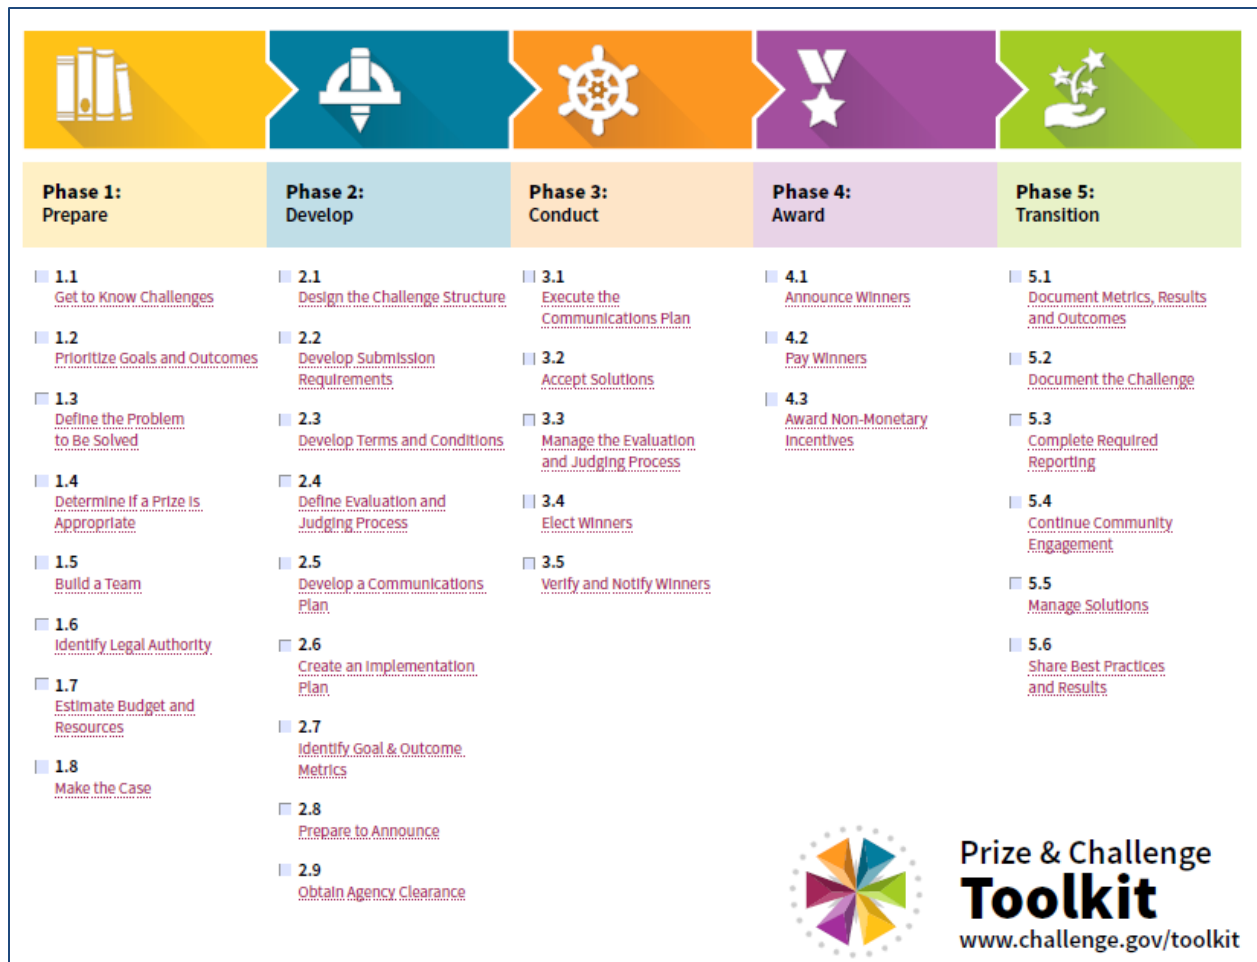 Phase 1:
Prepare
Phase 2:
Develop
Phase 3:
Conduct
Phase 4:
Award
Phase 5:
Transition
1.1
Get to Know Challenges
1.2
Prioritize Goals and Outcomes
1.3
Define the Problem
to Be Solved
1.4
Determine if a Prize is
Appropriate
1.5
Build a Team
1.6
Identify Legal Authority
1.7
Estimate Budget and
Resources
1.8
Make the Case
2.1
Design the Challenge Structure
2.2
Develop Submission
Requirements
2.3
Develop Terms and Conditions
2.4
Define Evaluation and
Judging Process
2.5
Develop a Communications
Plan
2.6
Create an Implementation
Plan
2.7
Identify Goal & Outcome
Metrics
2.8
Prepare to Announce
2.9
Obtain Agency Clearance
3.1
Execute the
Communications Plan
3.2
Accept Solutions
3.3
Manage the Evaluation
and Judging Process
3.4
Elect Winners
3.5
Verify and Notify Winners
4.1
Announce Winners
4.2
Pay Winners
4.3
Award Non-Monetary
Incentives
5.1
Document Metrics, Results
and Outcomes
5.2
Document the Challenge
5.3
Complete Required
Reporting
5.4
Continue Community
Engagement
5.5
Manage Solutions
5.6
Share Best Practices
and Results
Prize & Challenge
Toolkit
www.challenge.gov/toolkit